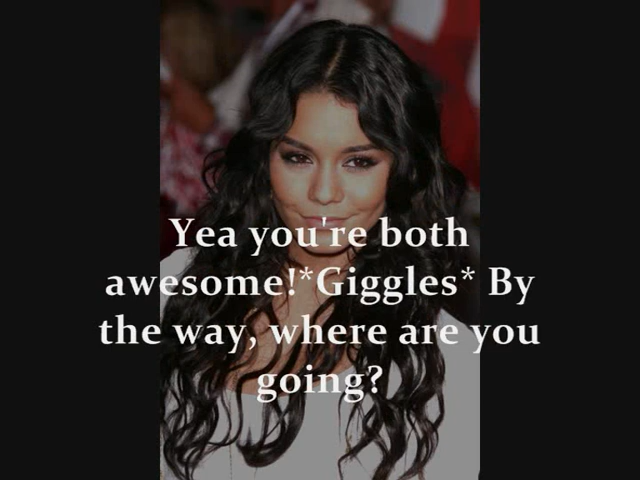 Yea you're both
awesome!*Giggles* By
the way, where are you
going?